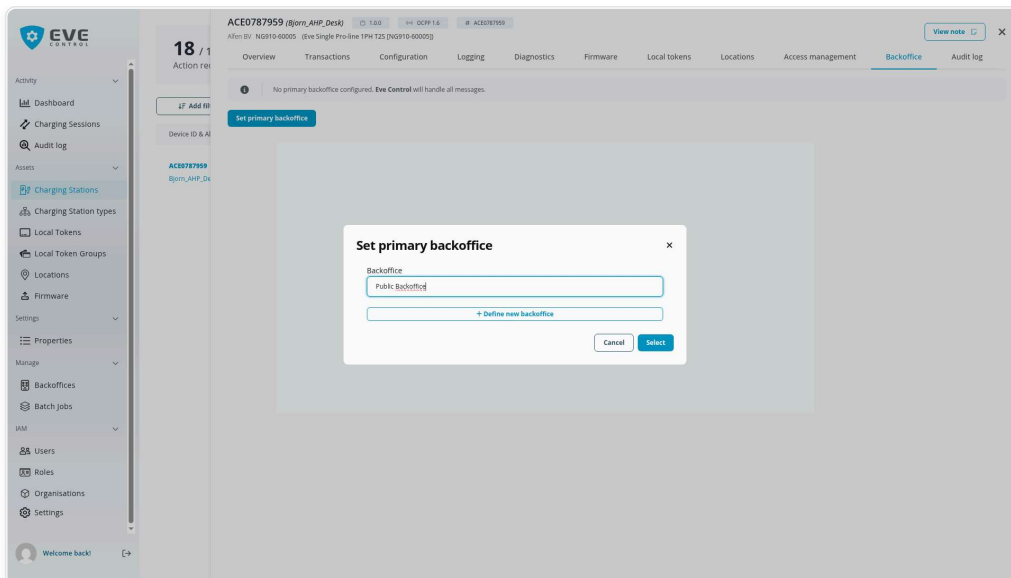 EVE
CONTROL
Activity
Dashboard
Charging Sessions
Audit log
Assets
Charging Stations
Charging Station types
Local Tokens
Local Token Groups
Locations
Firmware
Settings
Properties
Manage
Backoffices
Batch Jobs
IAM
Users
Roles
Organisations
Settings
Welcome back!
18 / 1
Action re
Add fil
Device ID & Al
ACE0787959
Bjorn_AHP_De
ACE0787959 (Bjorn_AHP_Desk) 1.0.0 OCPP 1.6 # ACE0787959
Alfen BV NG910-60005 (Eve Single Pro-line 1PH T2S [NG910-60005])
View note
Overview Transactions Configuration Logging Diagnostics Firmware Local tokens Locations Access management Backoffice Audit log
No primary backoffice configured. Eve Control will handle all messages.
Set primary backoffice
Set primary backoffice
Backoffice
Public Backoffice
+ Define new backoffice
Cancel Select